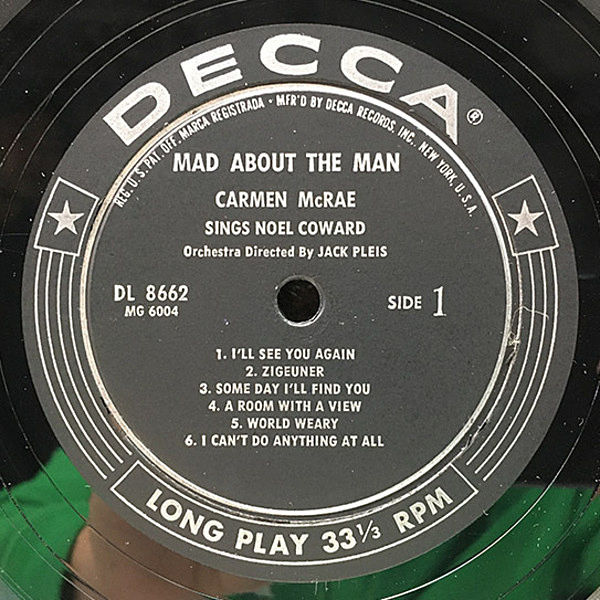 DECCA®
REG. U.S. PAT. OFF. MARCA REGISTRADA • MFR'D BY DECCA RECORDS, INC., NEW YORK, U.S.A.
MAD ABOUT THE MAN
CARMEN McRAE
SINGS NOEL COWARD
Orchestra Directed By JACK PLEIS
DL 8662
MG 6004
SIDE 1
1. I'LL SEE YOU AGAIN
2. ZIGEUNER
3. SOME DAY I'LL FIND YOU
4. A ROOM WITH A VIEW
5. WORLD WEARY
6. I CAN'T DO ANYTHING AT ALL
LONG PLAY 33⅓ RPM